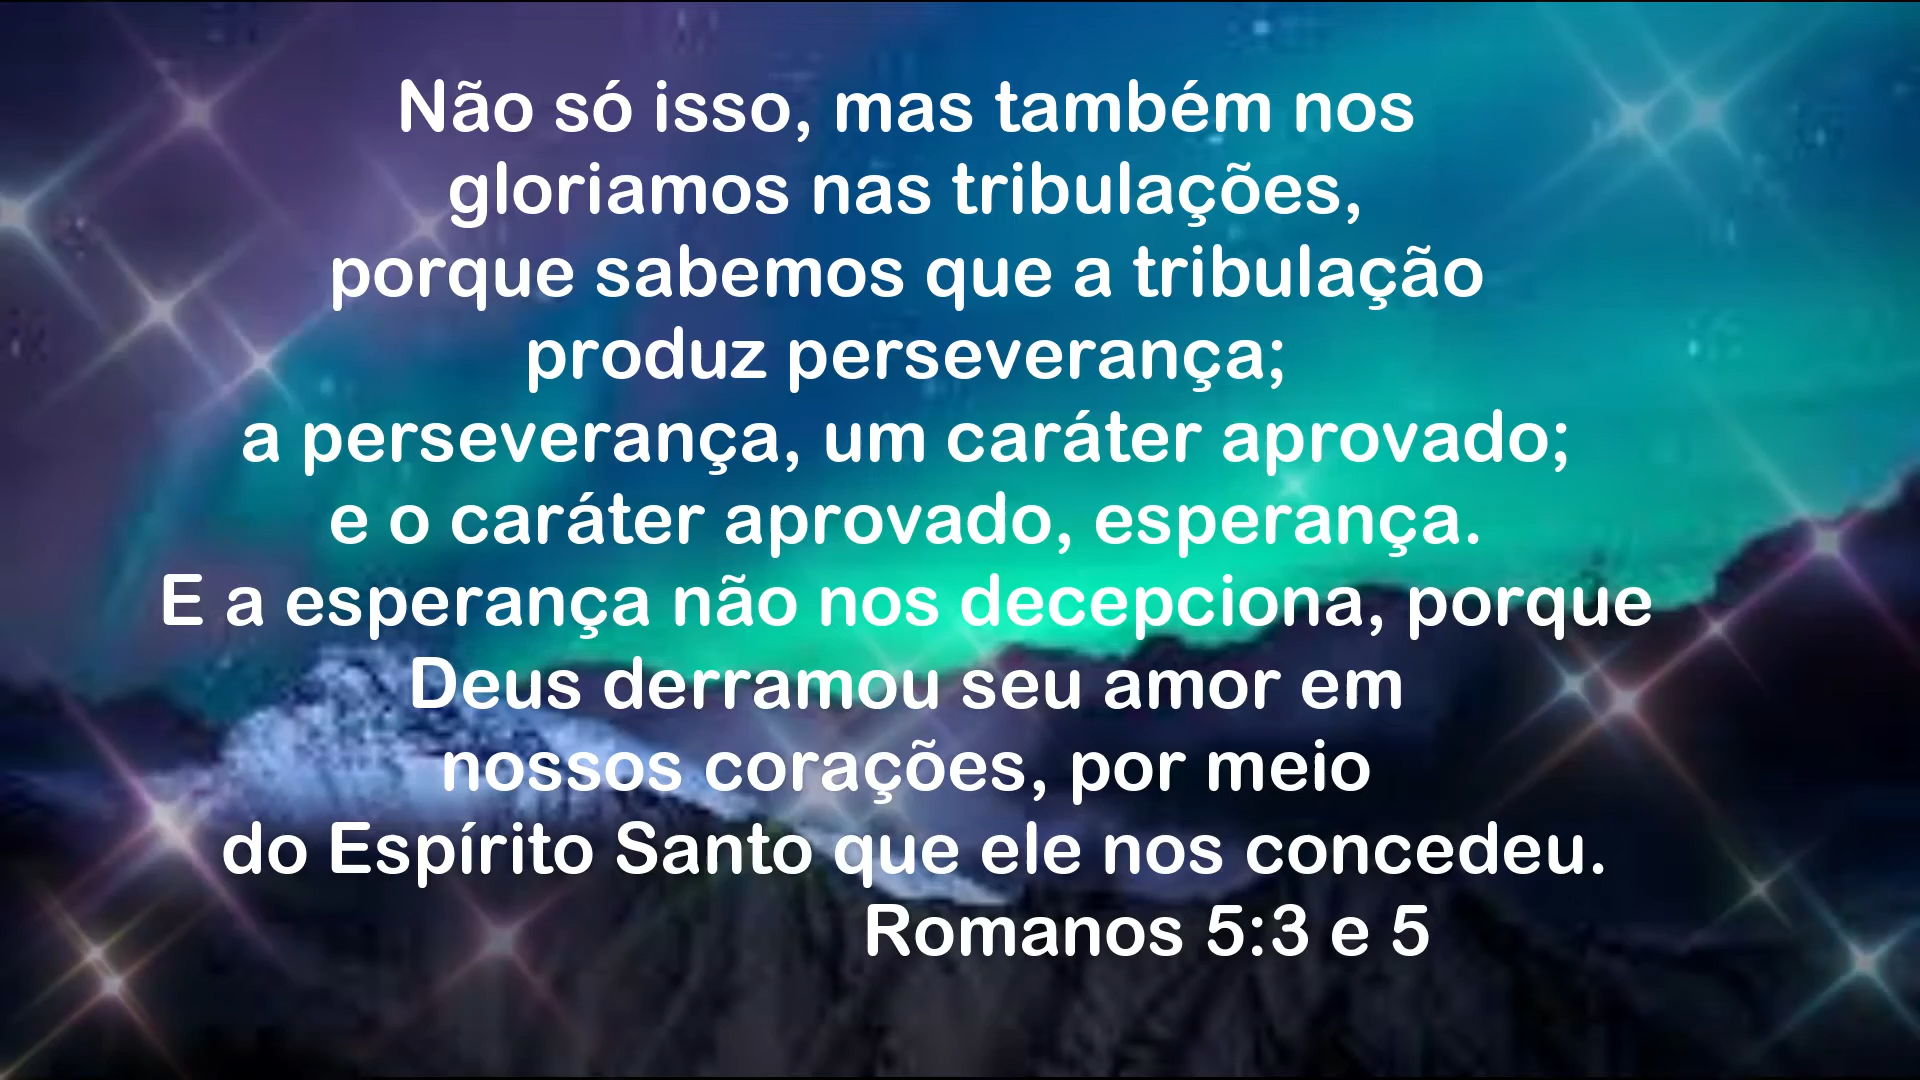 Não só isso, mas também nos
gloriamos nas tribulações,
porque sabemos que a tribulação
produz perseverança;
a perseverança, um caráter aprovado;
e o caráter aprovado, esperança.
E a esperança não nos decepciona, porque
Deus derramou seu amor em
nossos corações, por meio
do Espírito Santo que ele nos concedeu.
Romanos 5:3 e 5